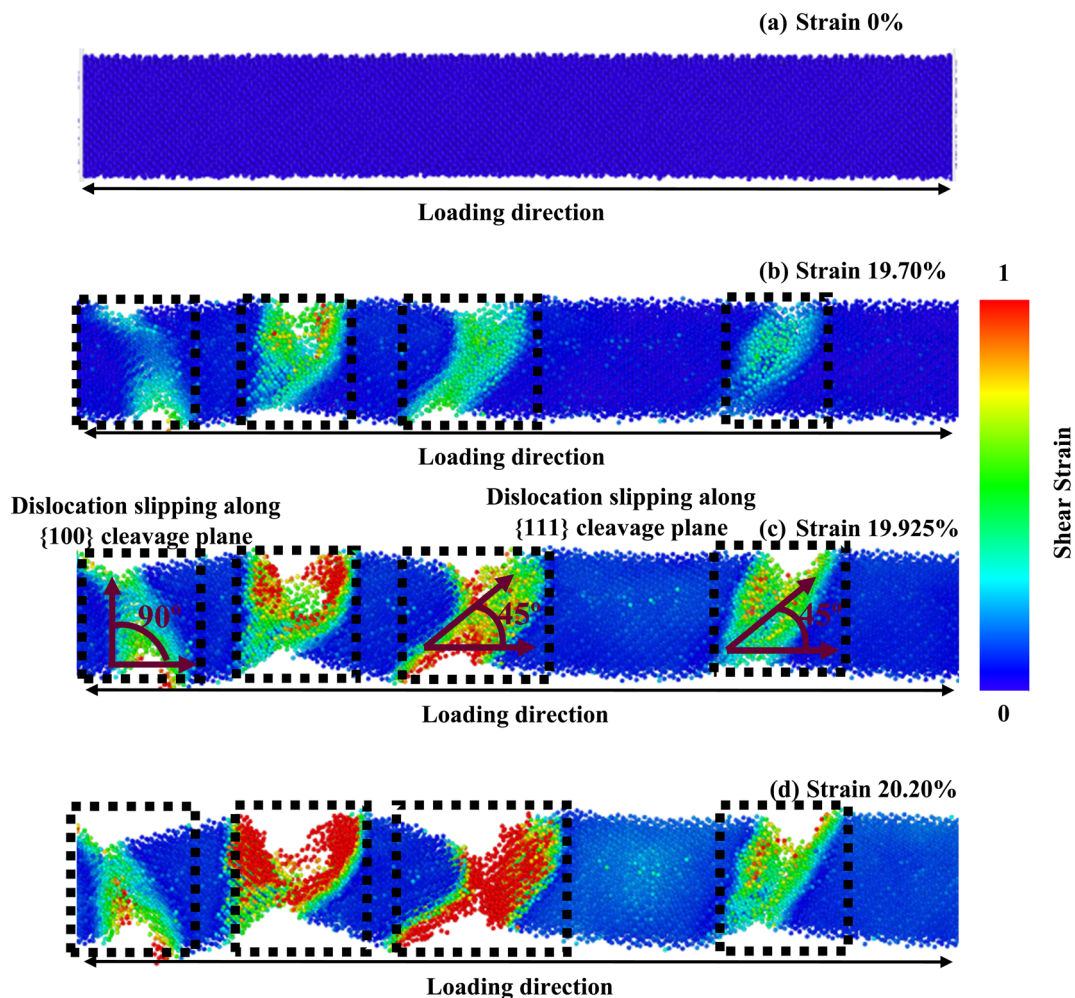 (a) Strain 0%
Loading direction
(b) Strain 19.70%
1
Loading direction
Dislocation slipping along
{100} cleavage plane
Dislocation slipping along
{111} cleavage plane
(c) Strain 19.925%
90°
45°
45°
Loading direction
Shear Strain
0
(d) Strain 20.20%
Loading direction